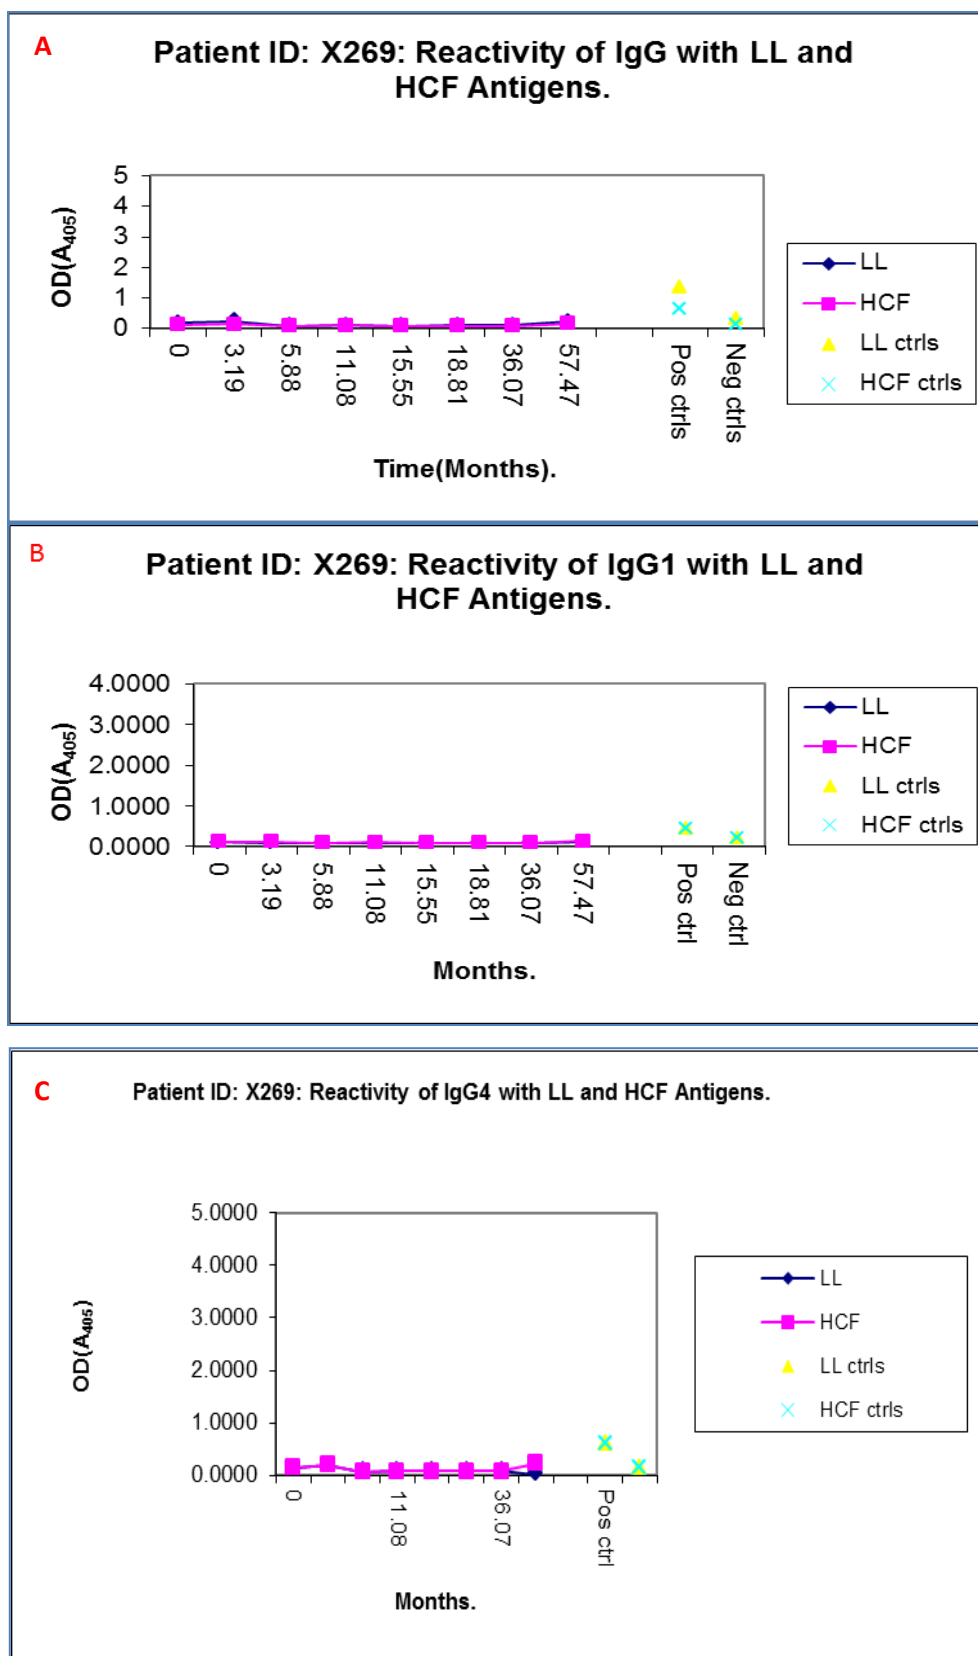 A
Patient ID: X269: Reactivity of IgG with LL and
HCF Antigens.
OD(A405)
5
4
3
2
1
0
0
3.19
5.88
11.08
15.55
18.81
36.07
57.47
Pos ctrls
Neg ctrls
Time(Months).
LL
HCF
LL ctrls
HCF ctrls
B
Patient ID: X269: Reactivity of IgG1 with LL and
HCF Antigens.
OD(A405)
4.0000
3.0000
2.0000
1.0000
0.0000
0
3.19
5.88
11.08
15.55
18.81
36.07
57.47
Pos ctrl
Neg ctrl
Months.
LL
HCF
LL ctrls
HCF ctrls
C
Patient ID: X269: Reactivity of IgG4 with LL and HCF Antigens.
OD(A405)
5.0000
4.0000
3.0000
2.0000
1.0000
0.0000
0
11.08
36.07
Pos ctrl
Months.
LL
HCF
LL ctrls
HCF ctrls